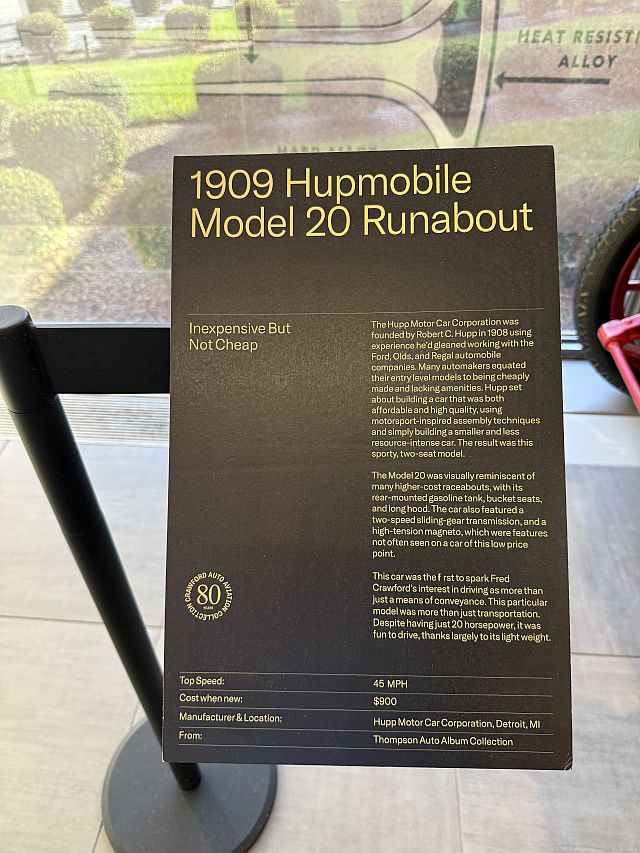 HEAT RESISTI
ALLOY
HARD ALLOY
1909 Hupmobile
Model 20 Runabout
Inexpensive But
Not Cheap
The Hupp Motor Car Corporation was
founded by Robert C. Hupp in 1908 using
experience he'd gleaned working with the
Ford, Olds, and Regal automobile
companies. Many automakers equated
their entry level models to being cheaply
made and lacking amenities. Hupp set
about building a car that was both
affordable and high quality, using
motorsport-inspired assembly techniques
and simply building a smaller and less
resource-intense car. The result was this
sporty, two-seat model.
The Model 20 was visually reminiscent of
many higher-cost raceabouts, with its
rear-mounted gasoline tank, bucket seats,
and long hood. The car also featured a
two-speed sliding-gear transmission, and a
high-tension magneto, which were features
not often seen on a car of this low price
point.
This car was the f rst to spark Fred
Crawford's interest in driving as more than
just a means of conveyance. This particular
model was more than just transportation.
Despite having just 20 horsepower, it was
fun to drive, thanks largely to its light weight.
CRAWFORD AUTO AVIATION COLLECTION
80
YEARS
Top Speed: 45 MPH
Cost when new: $900
Manufacturer & Location: Hupp Motor Car Corporation, Detroit, MI
From: Thompson Auto Album Collection